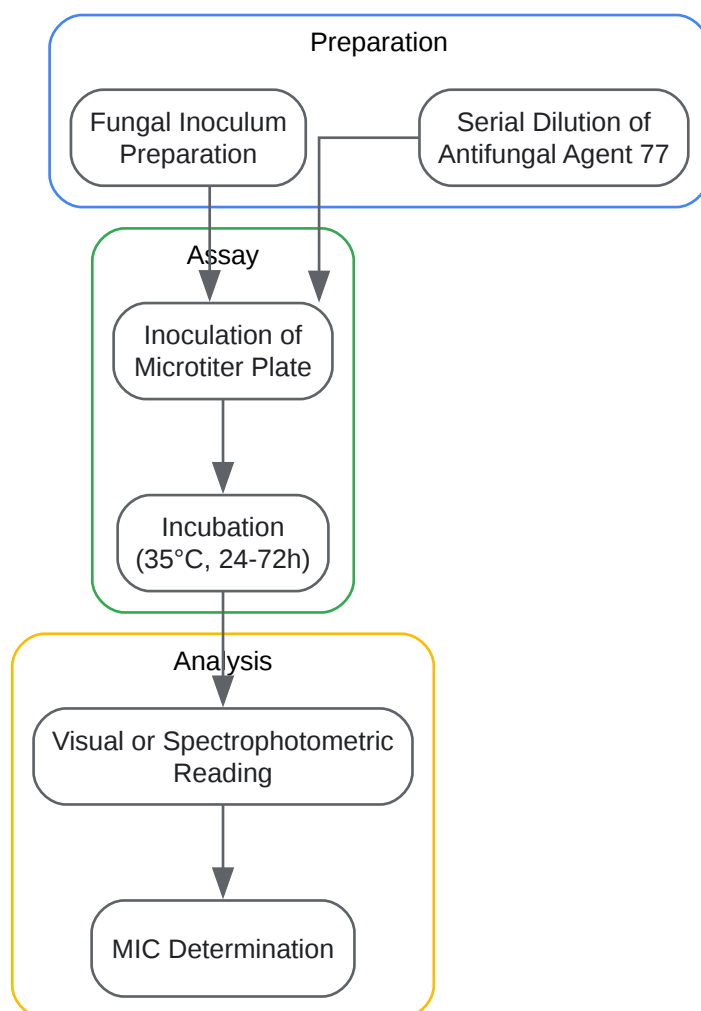 Preparation
Fungal Inoculum
Preparation
Serial Dilution of
Antifungal Agent 77
Assay
Inoculation of
Microtiter Plate
Incubation
(35°C, 24-72h)
Analysis
Visual or Spectrophotometric
Reading
MIC Determination